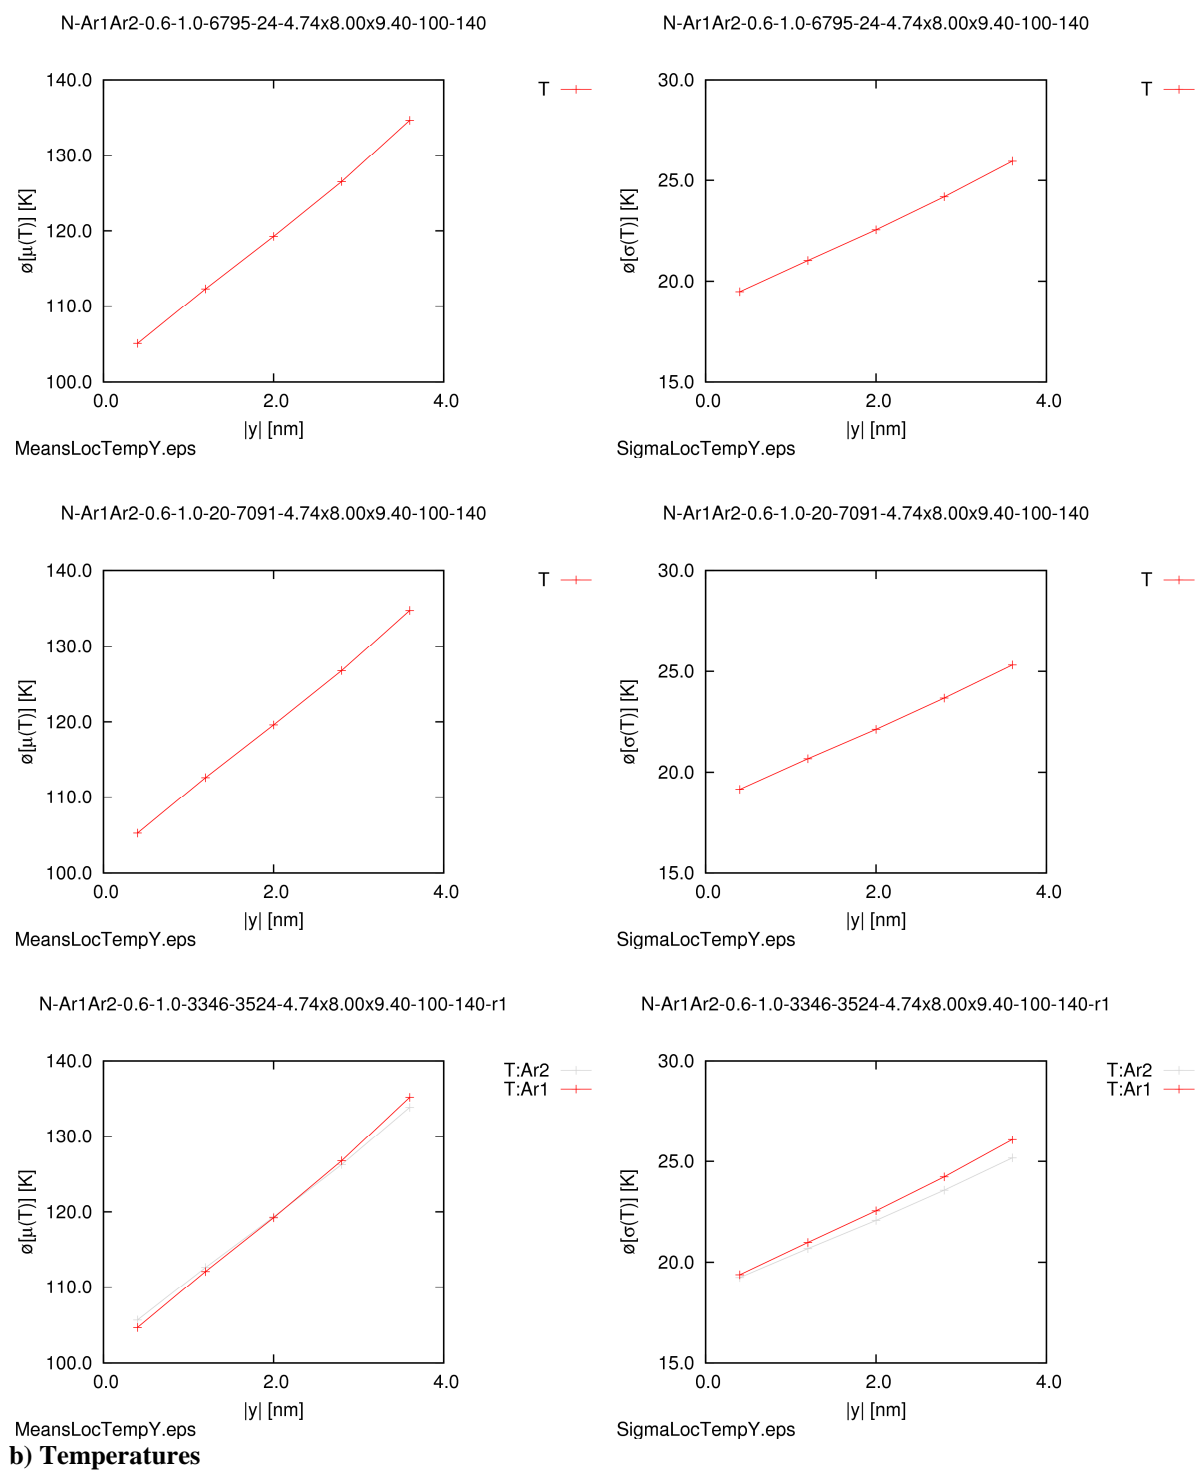 N-Ar1Ar2-0.6-1.0-6795-24-4.74x8.00x9.40-100-140
140.0
130.0
120.0
110.0
100.0
0.0 2.0 4.0
ø[μ(T)] [K]
|y| [nm]
T
MeansLocTempY.eps
N-Ar1Ar2-0.6-1.0-6795-24-4.74x8.00x9.40-100-140
30.0
25.0
20.0
15.0
0.0 2.0 4.0
ø[σ(T)] [K]
|y| [nm]
T
SigmaLocTempY.eps
N-Ar1Ar2-0.6-1.0-20-7091-4.74x8.00x9.40-100-140
140.0
130.0
120.0
110.0
100.0
0.0 2.0 4.0
ø[μ(T)] [K]
|y| [nm]
T
MeansLocTempY.eps
N-Ar1Ar2-0.6-1.0-20-7091-4.74x8.00x9.40-100-140
30.0
25.0
20.0
15.0
0.0 2.0 4.0
ø[σ(T)] [K]
|y| [nm]
T
SigmaLocTempY.eps
N-Ar1Ar2-0.6-1.0-3346-3524-4.74x8.00x9.40-100-140-r1
140.0
130.0
120.0
110.0
100.0
0.0 2.0 4.0
ø[μ(T)] [K]
|y| [nm]
T:Ar2
T:Ar1
MeansLocTempY.eps
N-Ar1Ar2-0.6-1.0-3346-3524-4.74x8.00x9.40-100-140-r1
30.0
25.0
20.0
15.0
0.0 2.0 4.0
ø[σ(T)] [K]
|y| [nm]
T:Ar2
T:Ar1
SigmaLocTempY.eps
b) Temperatures